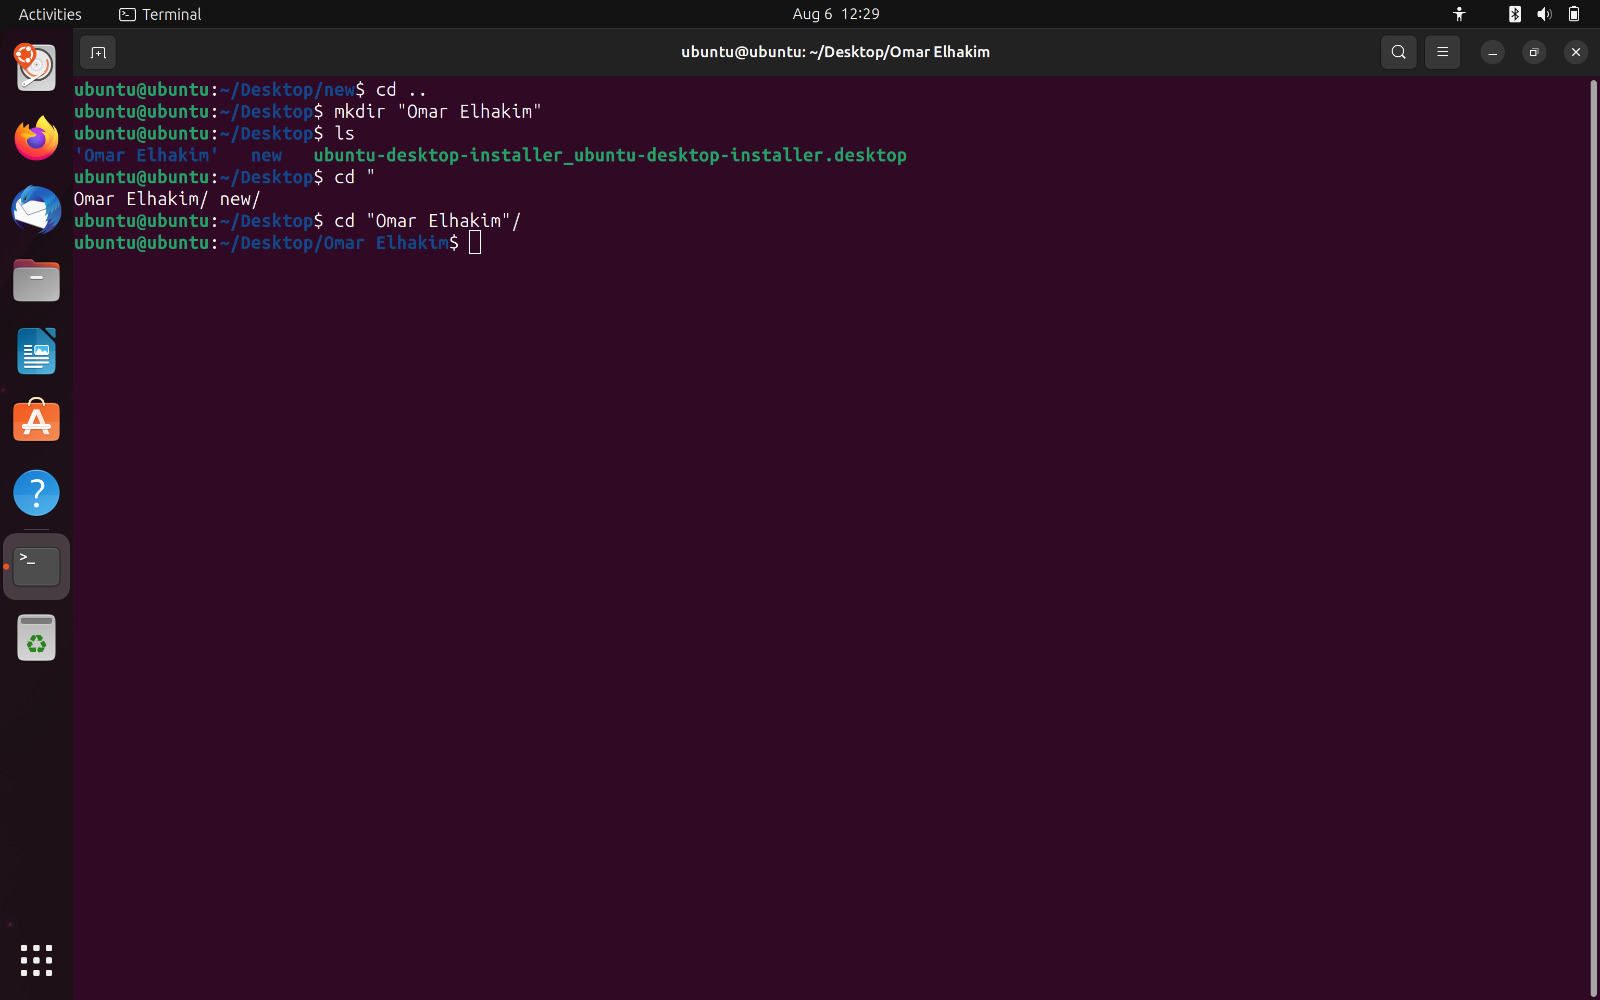 Activities
Terminal
Aug 6 12:29
ubuntu@ubuntu: ~/Desktop/Omar Elhakim
ubuntu@ubuntu:~/Desktop/new$ cd ..
ubuntu@ubuntu:~/Desktop$ mkdir "Omar Elhakim"
ubuntu@ubuntu:~/Desktop$ ls
'Omar Elhakim'   new   ubuntu-desktop-installer_ubuntu-desktop-installer.desktop
ubuntu@ubuntu:~/Desktop$ cd "
Omar Elhakim/ new/
ubuntu@ubuntu:~/Desktop$ cd "Omar Elhakim"/
ubuntu@ubuntu:~/Desktop/Omar Elhakim$